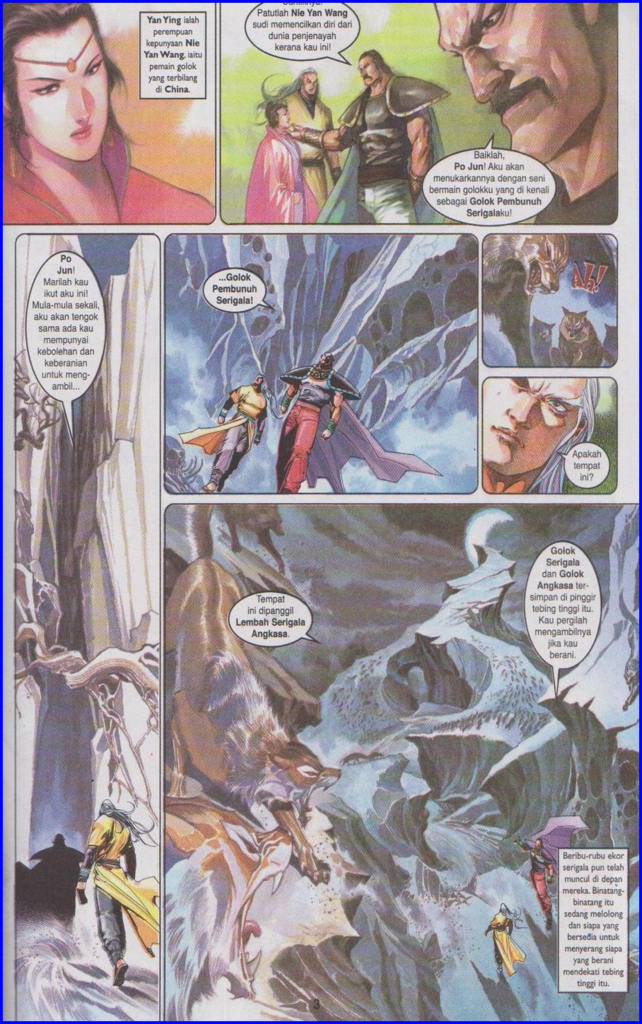 Yan Ying ialah
perempuan
kepunyaan Nie
Yan Wang, iaitu
pemain golok
yang terbilang
di China.
Patutlah Nie Yan Wang
sudi memencilkan diri dari
dunia penjenayah
kerana kau ini!
Baiklah,
Po Jun! Aku akan
menukarkannya dengan seni
bermain golokku yang di kenali
sebagai Golok Pembunuh
Serigalaku!
Po
Jun!
Marilah kau
ikut aku ini!
Mula-mula sekali,
aku akan tengok
sama ada kau
mempunyai
kebolehan dan
keberanian
untuk meng-
ambil...
...Golok
Pembunuh
Serigala!
Ah!
Apakah
tempat
ini?
Tempat
ini dipanggil
Lembah Serigala
Angkasa.
Golok
Serigala
dan Golok
Angkasa ter-
simpan di pinggir
tebing tinggi itu.
Kau pergilah
mengambilnya
jika kau
berani.
Beribu-rubu ekor
serigala pun telah
muncul di depan
mereka. Binatang-
binatang itu
sedang melolong
dan siapa yang
bersedia untuk
menyerang siapa
yang berani
mendekati tebing
tinggi itu.
3